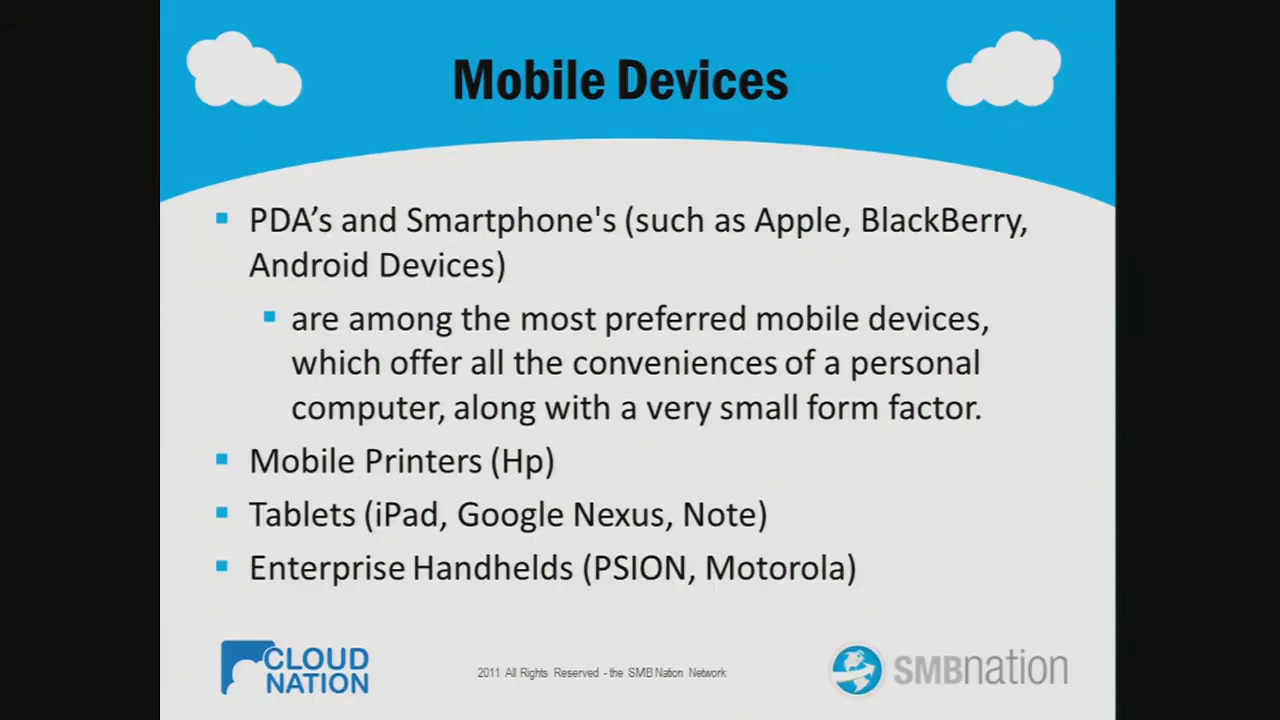 Mobile Devices
PDA’s and Smartphone's (such as Apple, BlackBerry,
Android Devices)
are among the most preferred mobile devices,
which offer all the conveniences of a personal
computer, along with a very small form factor.
Mobile Printers (Hp)
Tablets (iPad, Google Nexus, Note)
Enterprise Handhelds (PSION, Motorola)
CLOUD
NATION
2011 All Rights Reserved - the SMB Nation Network
SMBnation